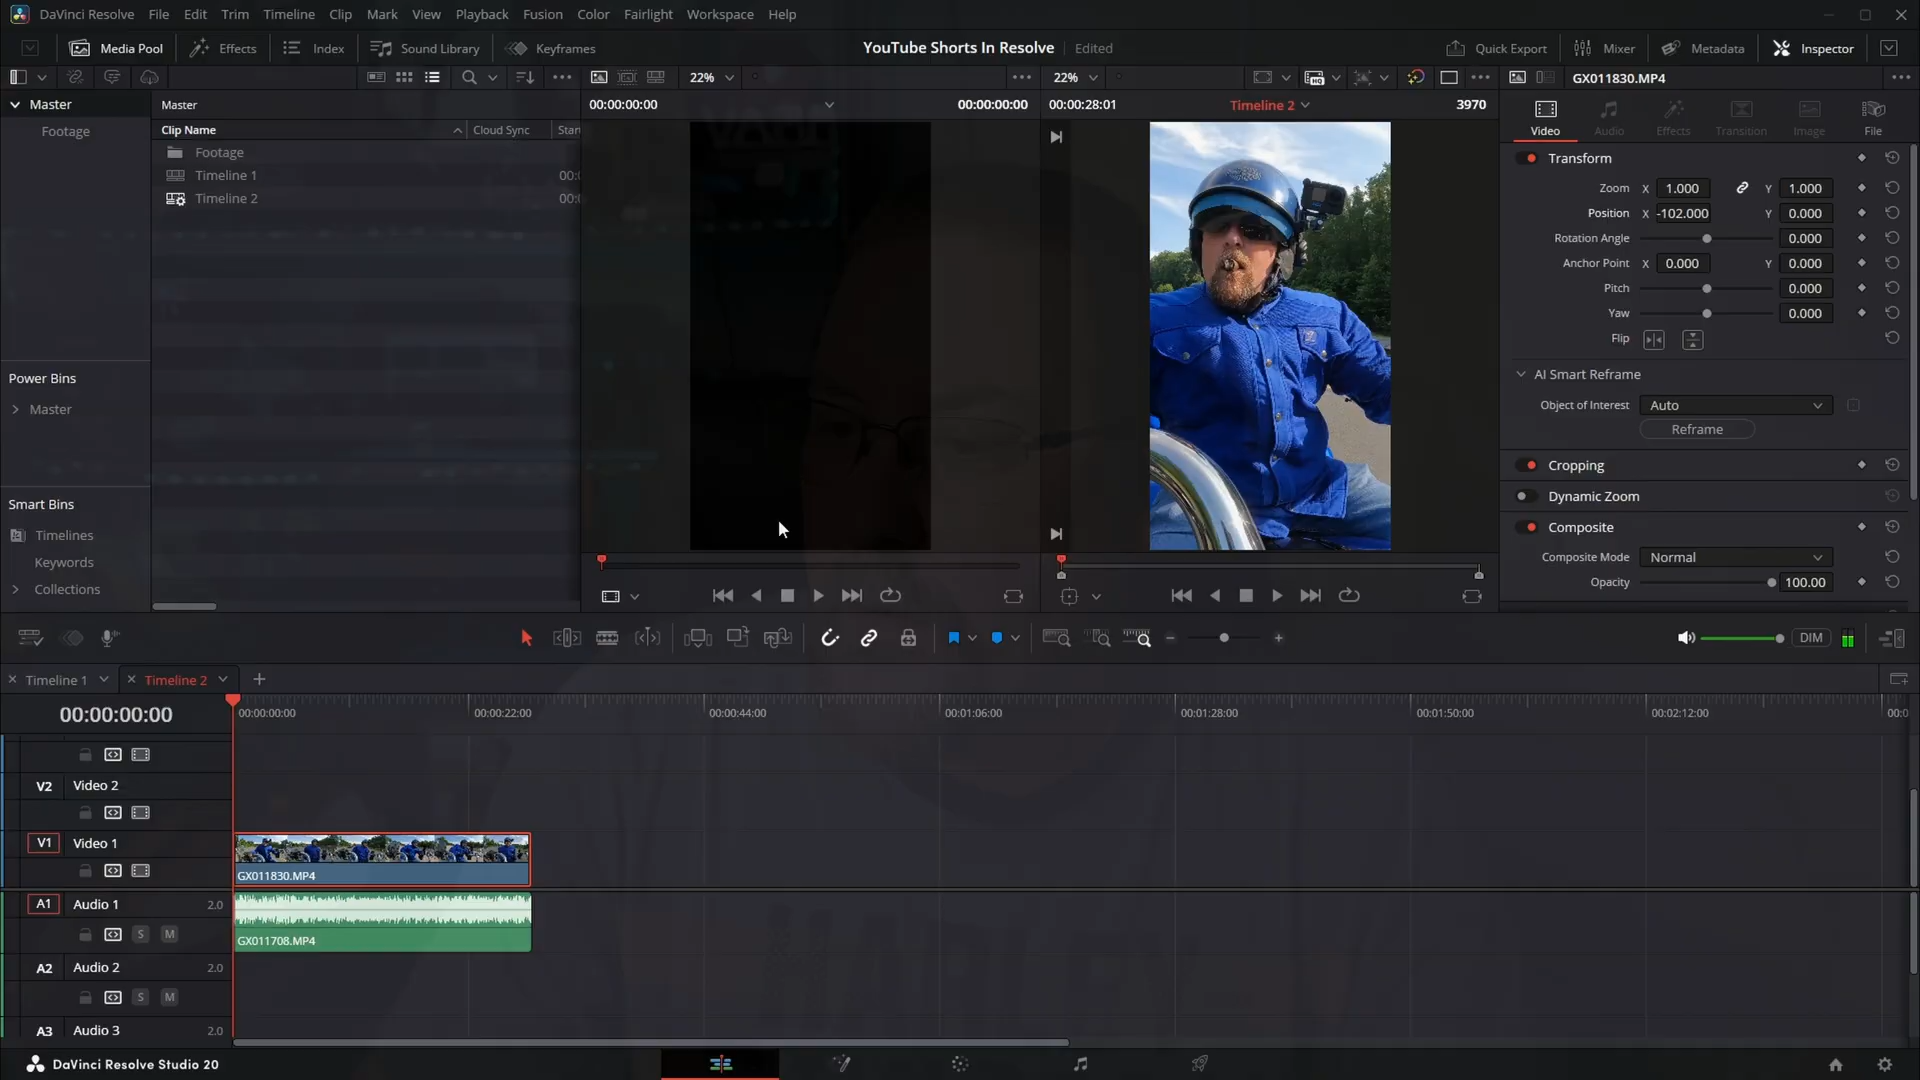 DaVinci Resolve File Edit Trim Timeline Clip Mark View Playback Fusion Color Fairlight Workspace Help
Media Pool Effects Index Sound Library Keyframes YouTube Shorts In Resolve Edited Quick Export Mixer Metadata Inspector
22% 22% GX011830.MP4
Master Master 00:00:00:00 00:00:00:00 00:00:28:01 Timeline 2 3970
Footage Clip Name Cloud Sync Start
Video Audio Effects Transition Image File
Footage
Timeline 1 00:0
Timeline 2 00:0
Transform
Zoom X 1.000 Y 1.000
Position X -102.000 Y 0.000
Rotation Angle 0.000
Anchor Point X 0.000 Y 0.000
Pitch 0.000
Yaw 0.000
Flip
AI Smart Reframe
Object of Interest Auto
Reframe
Cropping
Dynamic Zoom
Composite
Composite Mode Normal
Opacity 100.00
Power Bins
Master
Smart Bins
Timelines
Keywords
Collections
DIM
Timeline 1 Timeline 2
00:00:00:00 00:00:00:00 00:00:22:00 00:00:44:00 00:01:06:00 00:01:28:00 00:01:50:00 00:02:12:00 00:0
V2 Video 2
V1 Video 1
GX011830.MP4
A1 Audio 1 2.0
S M GX011708.MP4
A2 Audio 2 2.0
S M
A3 Audio 3 2.0
DaVinci Resolve Studio 20